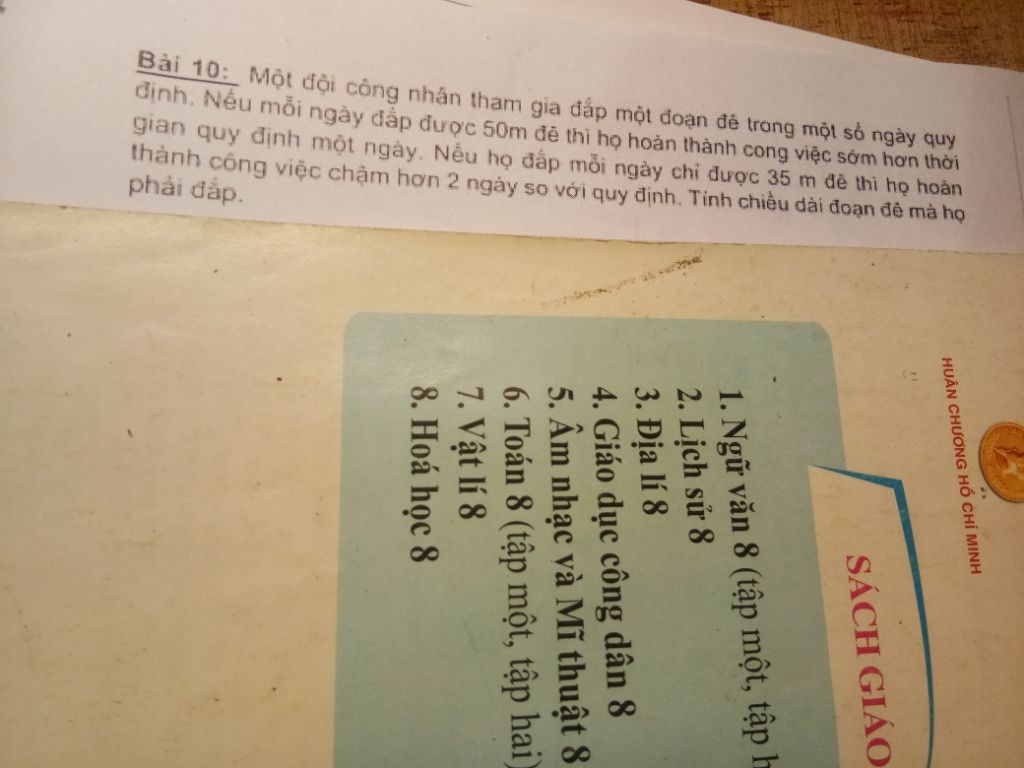 Bài 10: Một đội công nhân tham gia đắp một đoạn đê trong một số ngày quy
định. Nếu mỗi ngày đắp được 50m đê thì họ hoàn thành cong việc sớm hơn thời
gian quy định một ngày. Nếu họ đắp mỗi ngày chỉ được 35 m đê thì họ hoàn
thành công việc chậm hơn 2 ngày so với quy định. Tính chiều dài đoạn đê mà họ
phải đắp.
HUÂN CHƯƠNG HỒ CHÍ MINH
SÁCH GIÁO
1. Ngữ văn 8 (tập một, tập h
2. Lịch sử 8
3. Địa lí 8
4. Giáo dục công dân 8
5. Âm nhạc và Mĩ thuật 8
6. Toán 8 (tập một, tập hai)
7. Vật lí 8
8. Hoá học 8